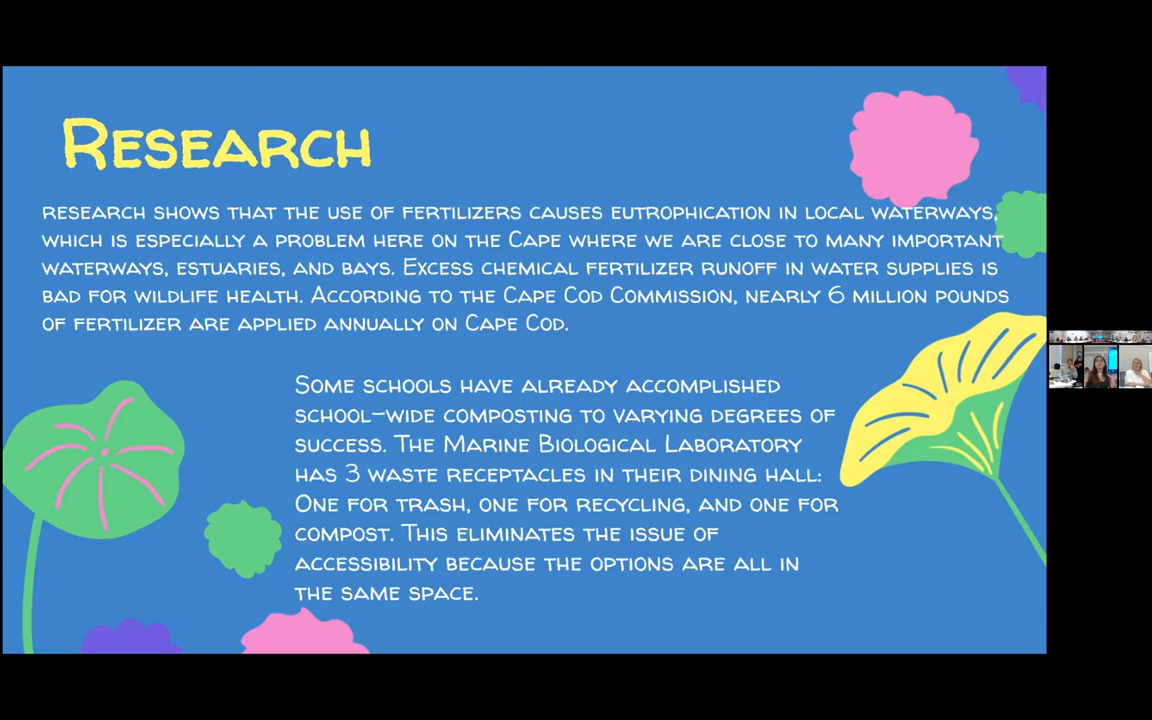 Research
research shows that the use of fertilizers causes eutrophication in local waterways,
which is especially a problem here on the Cape where we are close to many important
waterways, estuaries, and bays. Excess chemical fertilizer runoff in water supplies is
bad for wildlife health. According to the Cape Cod Commission, nearly 6 million pounds
of fertilizer are applied annually on Cape Cod.
Some schools have already accomplished
school-wide composting to varying degrees of
success. The Marine Biological Laboratory
has 3 waste receptacles in their dining hall:
One for trash, one for recycling, and one for
compost. This eliminates the issue of
accessibility because the options are all in
the same space.